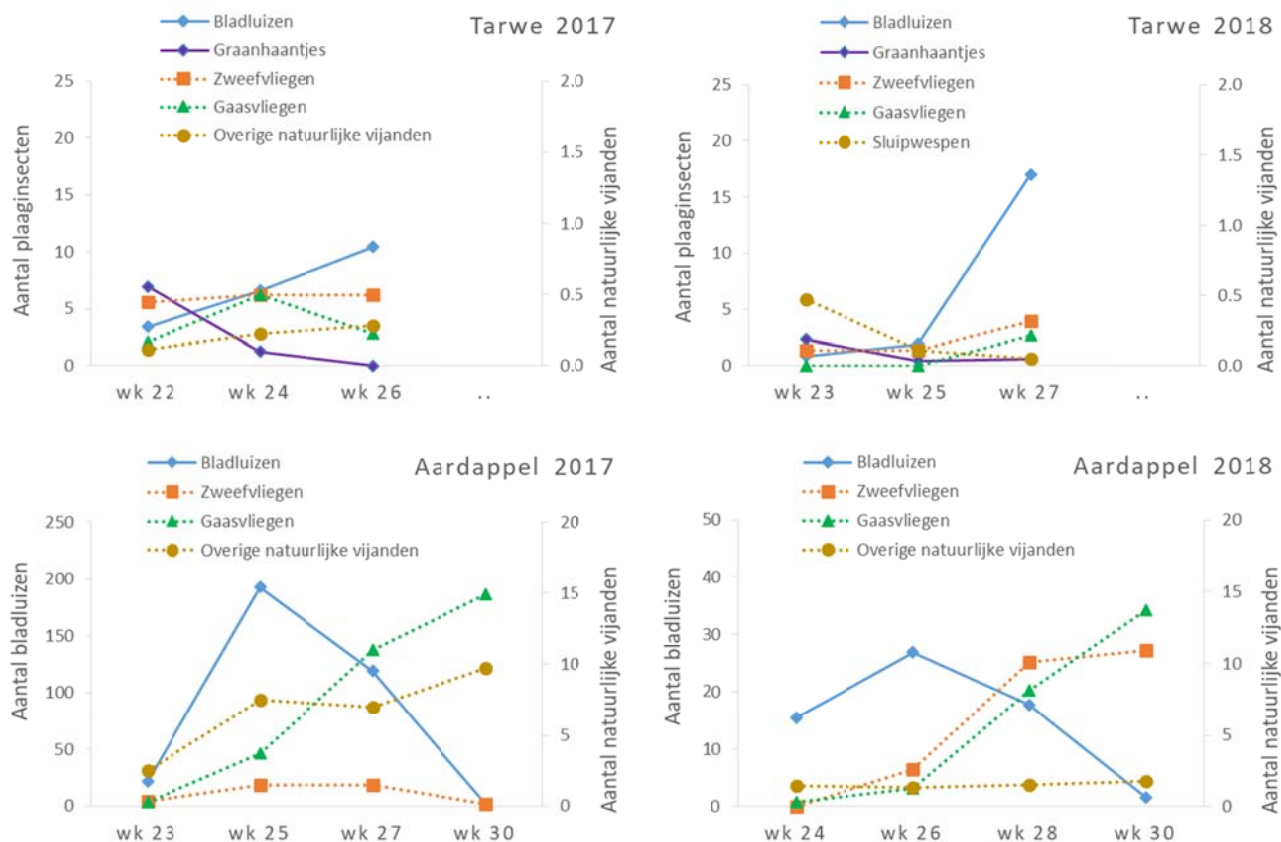 Tarwe 2017
Bladluizen
Graanhaantjes
Zweefvliegen
Gaasvliegen
Overige natuurlijke vijanden
Aantal plaaginsecten
25
20
15
10
5
0
Aantal natuurlijke vijanden
2.0
1.5
1.0
0.5
0.0
wk 22 wk 24 wk 26 ..
Tarwe 2018
Bladluizen
Graanhaantjes
Zweefvliegen
Gaasvliegen
Sluipwespen
Aantal plaaginsecten
25
20
15
10
5
0
Aantal natuurlijke vijanden
2.0
1.5
1.0
0.5
0.0
wk 23 wk 25 wk 27 ..
Aardappel 2017
Bladluizen
Zweefvliegen
Gaasvliegen
Overige natuurlijke vijanden
Aantal bladluizen
250
200
150
100
50
0
Aantal natuurlijke vijanden
20
15
10
5
0
wk 23 wk 25 wk 27 wk 30
Aardappel 2018
Bladluizen
Zweefvliegen
Gaasvliegen
Overige natuurlijke vijanden
Aantal bladluizen
50
40
30
20
10
0
Aantal natuurlijke vijanden
20
15
10
5
0
wk 24 wk 26 wk 28 wk 30